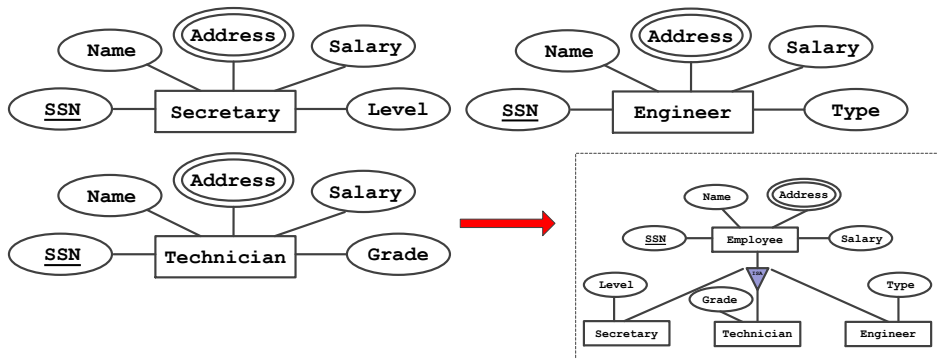 Name
Address
Salary
SSN
Secretary
Level
Name
Address
Salary
SSN
Engineer
Type
Name
Address
Salary
SSN
Technician
Grade
Name
Address
SSN
Employee
Salary
ISA
Level
Grade
Type
Secretary
Technician
Engineer